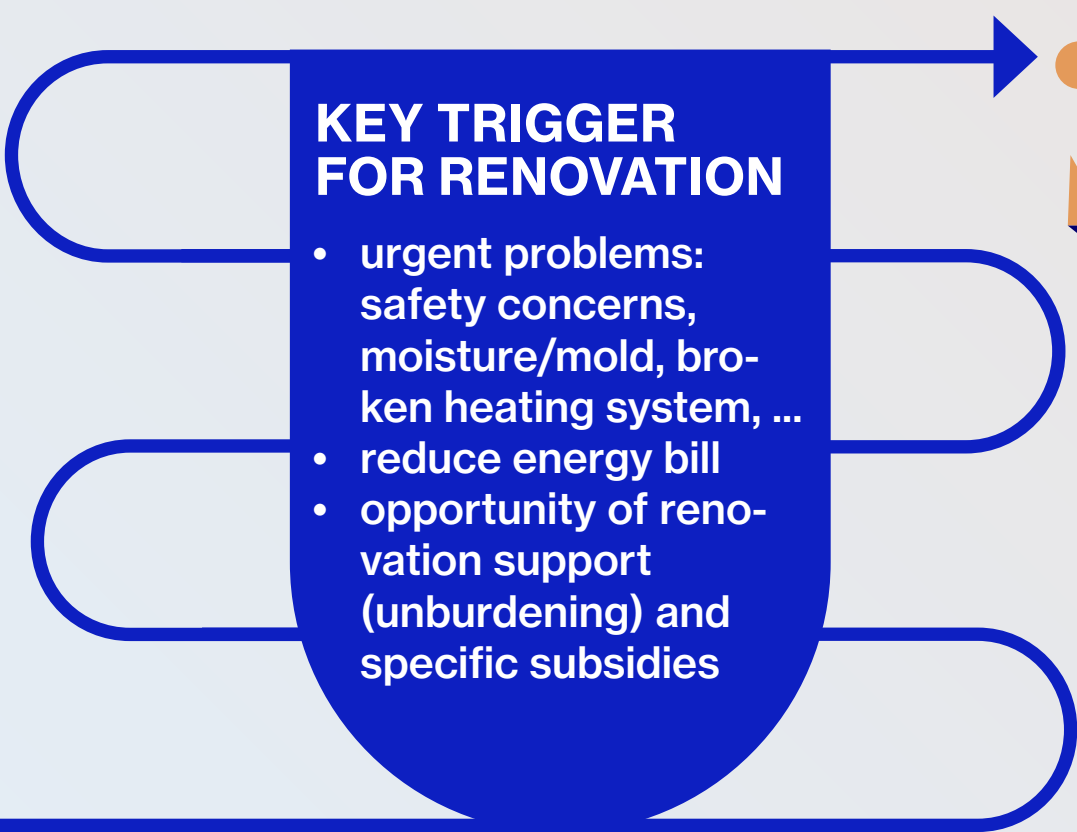 KEY TRIGGER
FOR RENOVATION
• urgent problems:
safety concerns,
moisture/mold, bro-
ken heating system, ...
• reduce energy bill
• opportunity of reno-
vation support
(unburdening) and
specific subsidies